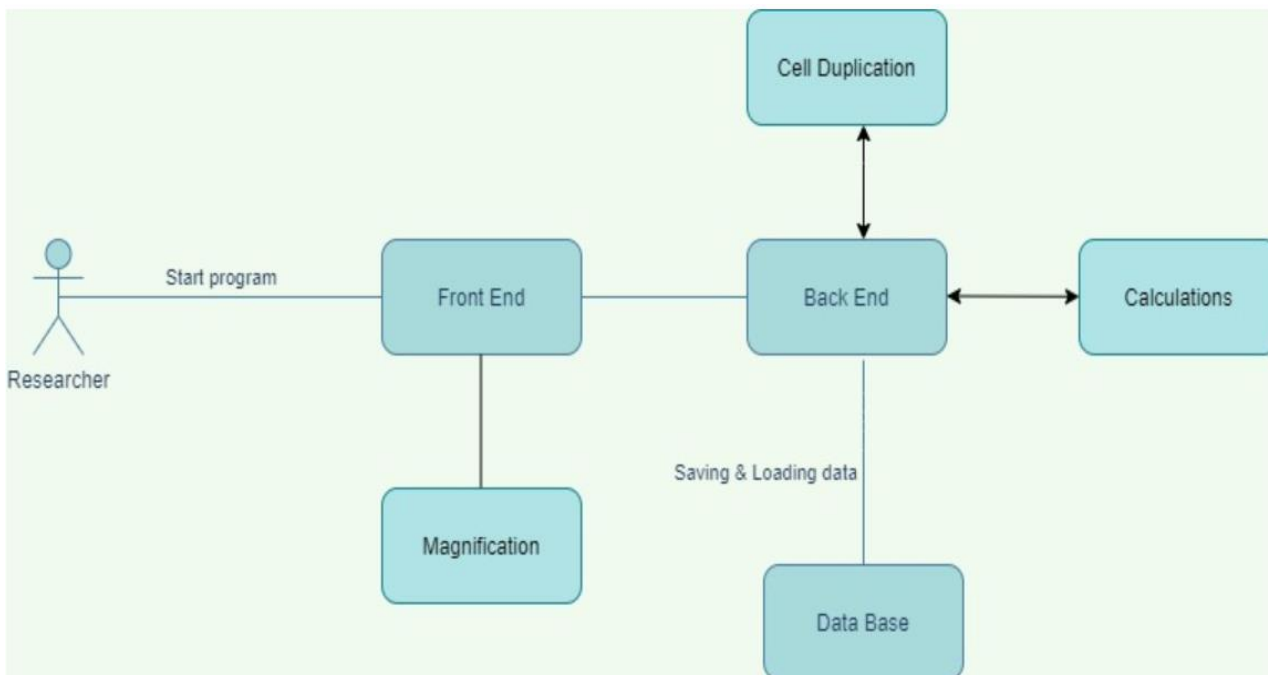 Cell Duplication
Start program
Front End
Back End
Calculations
Researcher
Saving & Loading data
Magnification
Data Base